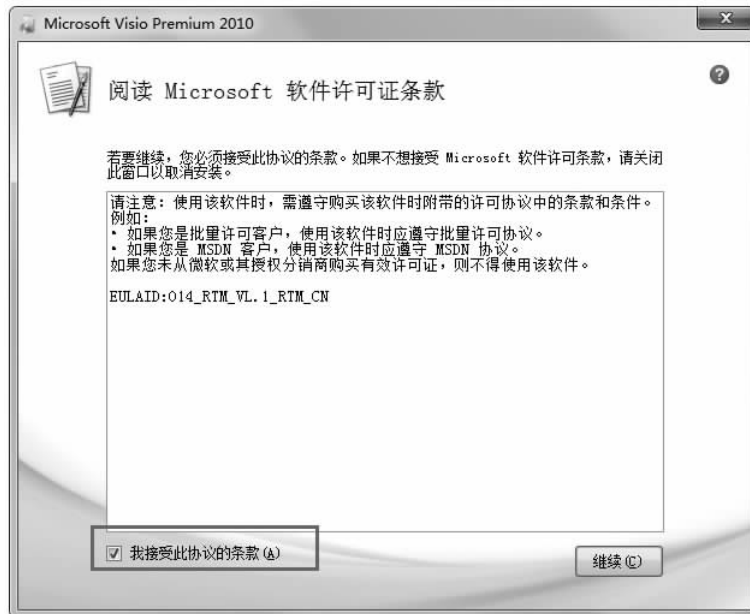 Microsoft Visio Premium 2010
阅读 Microsoft 软件许可证条款
若要继续，您必须接受此协议的条款。如果不想接受 Microsoft 软件许可条款，请关闭
此窗口以取消安装。
请注意: 使用该软件时，需遵守购买该软件时附带的许可协议中的条款和条件。
例如:
• 如果您是批量许可客户，使用该软件时应遵守批量许可协议。
• 如果您是 MSDN 客户，使用该软件时应遵守 MSDN 协议。
如果您未从微软或其授权分销商购买有效许可证，则不得使用该软件。
EULAID:O14_RTM_VL.1_RTM_CN
我接受此协议的条款(A)
继续(C)